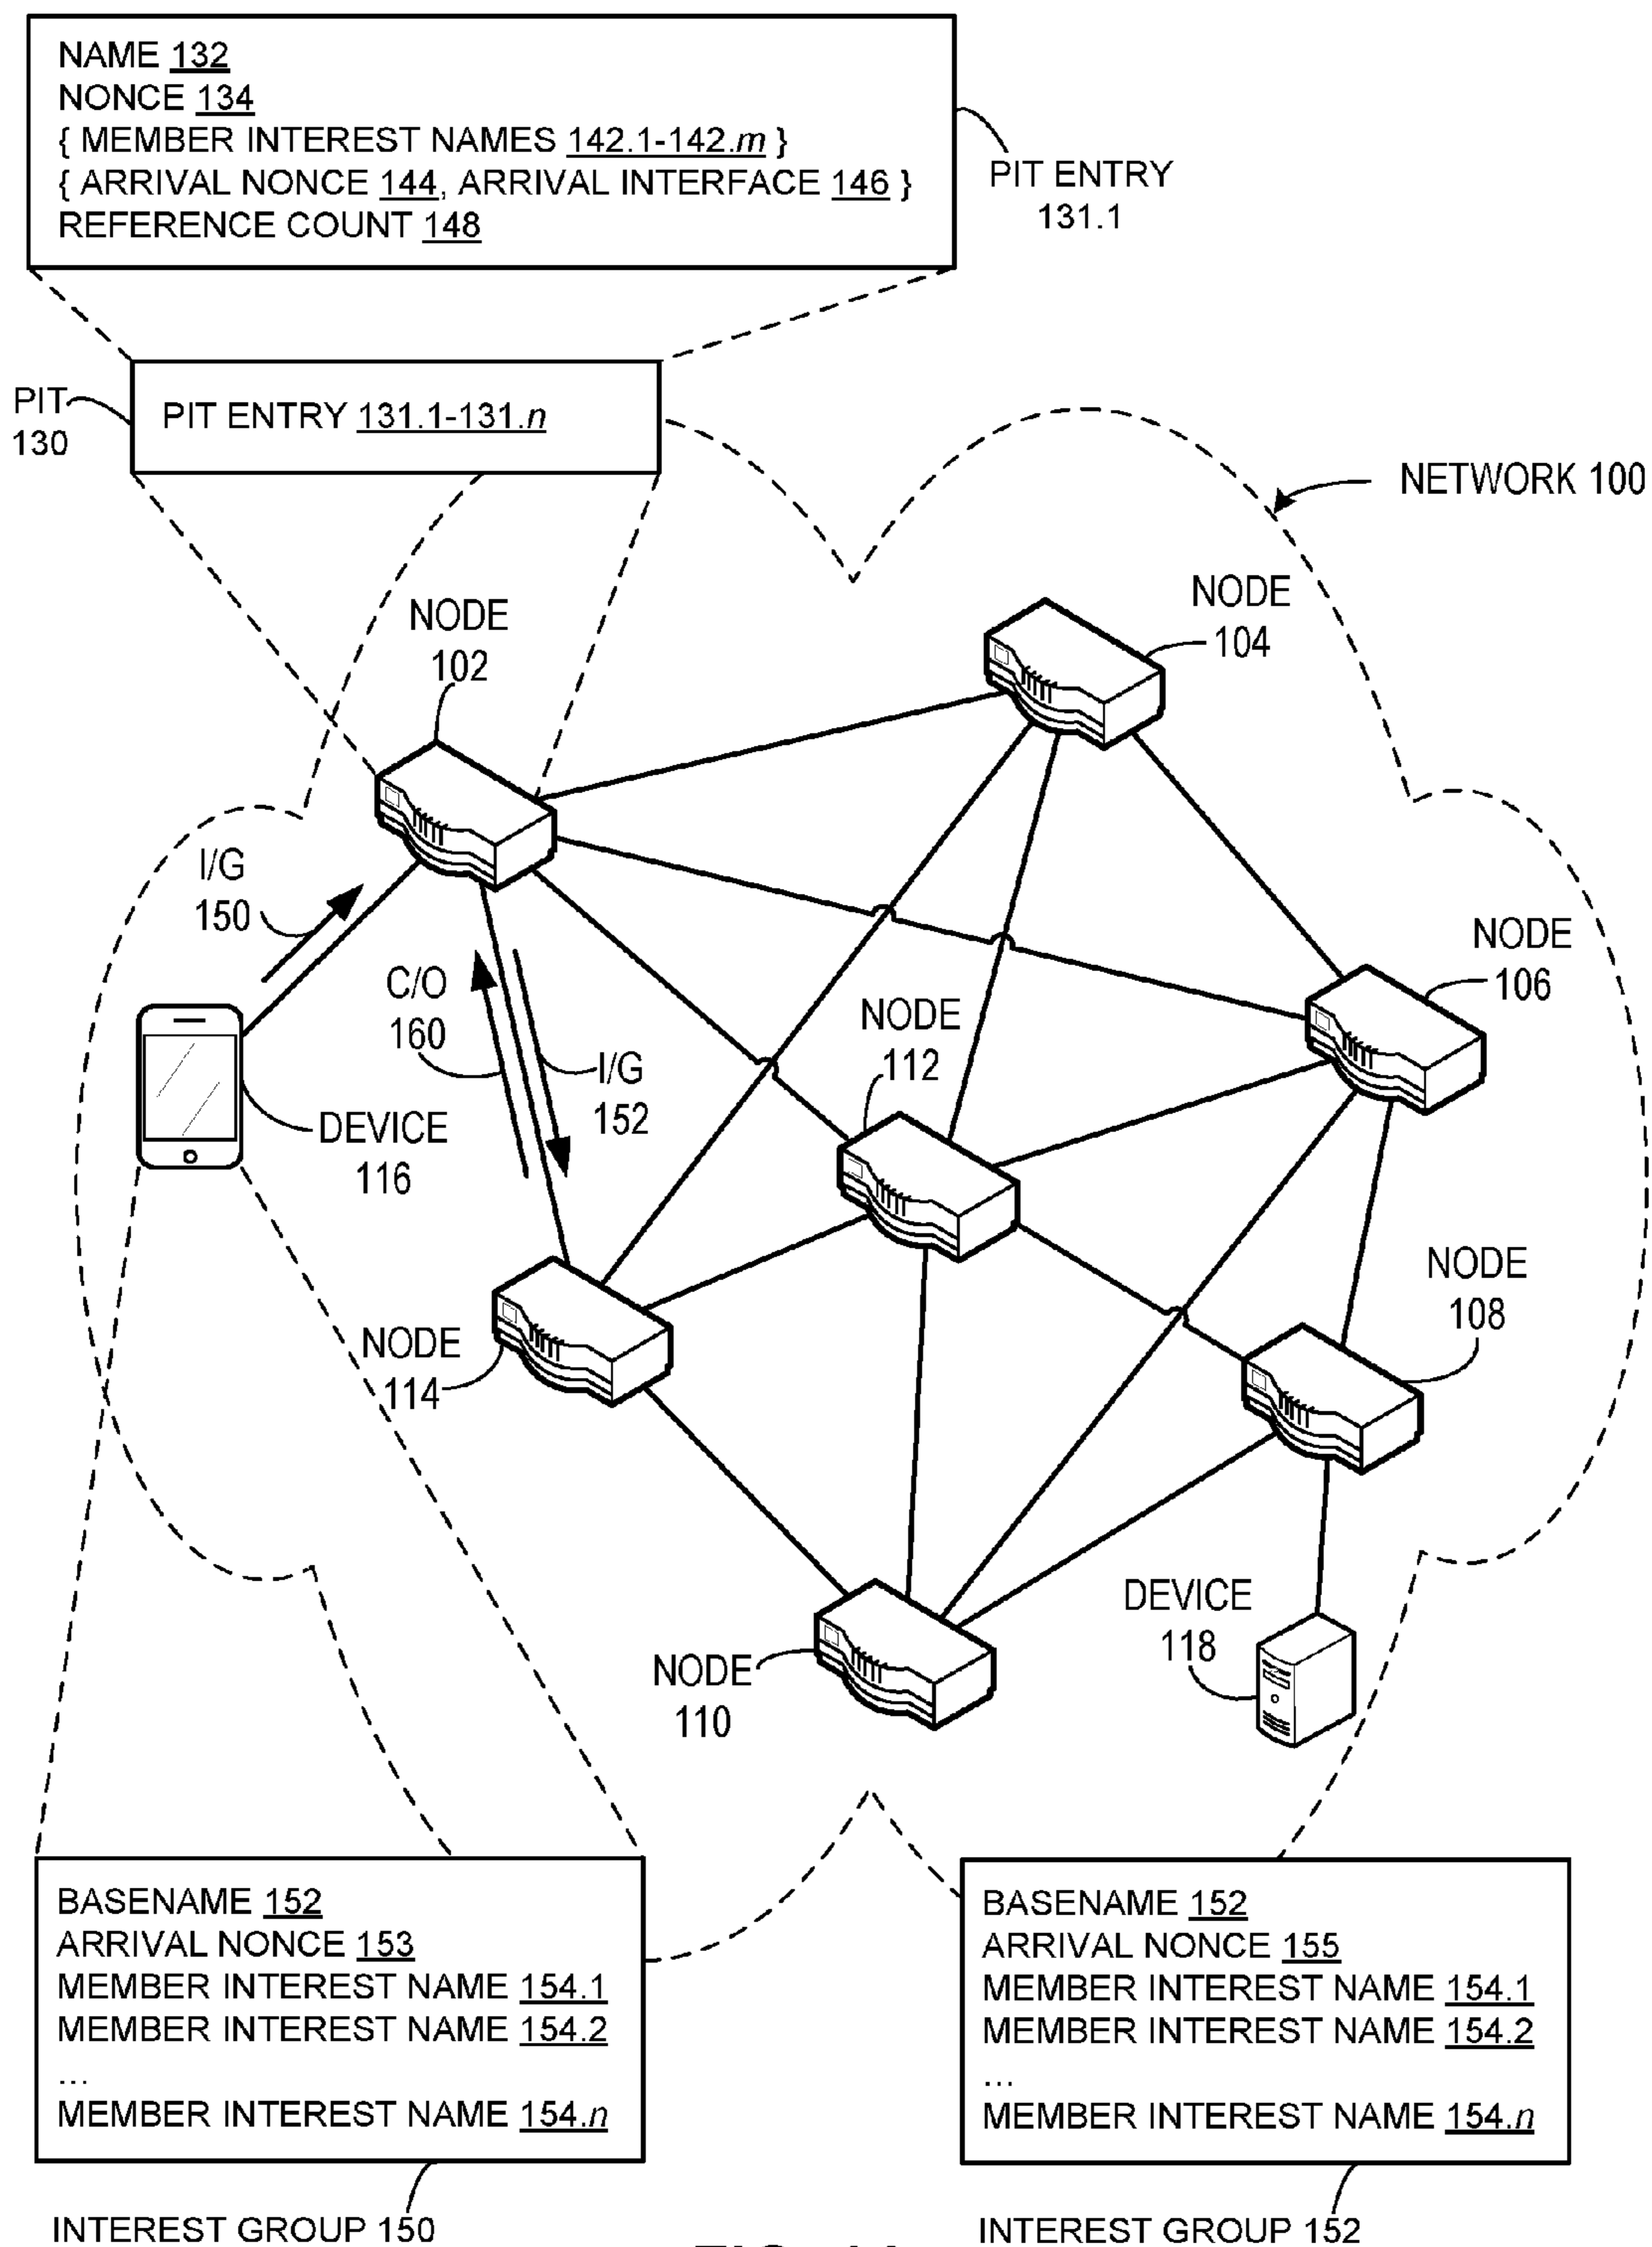 NAME 132
NONCE 134
{ MEMBER INTEREST NAMES 142.1-142.m }
{ ARRIVAL NONCE 144, ARRIVAL INTERFACE 146 }
REFERENCE COUNT 148
PIT ENTRY
131.1
PIT
130
PIT ENTRY 131.1-131.n
NETWORK 100
NODE
102
NODE
104
I/G
150
C/O
160
I/G
152
NODE
106
NODE
112
DEVICE
116
NODE
108
NODE
114
DEVICE
118
NODE
110
BASENAME 152
ARRIVAL NONCE 153
MEMBER INTEREST NAME 154.1
MEMBER INTEREST NAME 154.2
...
MEMBER INTEREST NAME 154.n
INTEREST GROUP 150
BASENAME 152
ARRIVAL NONCE 155
MEMBER INTEREST NAME 154.1
MEMBER INTEREST NAME 154.2
...
MEMBER INTEREST NAME 154.n
INTEREST GROUP 152